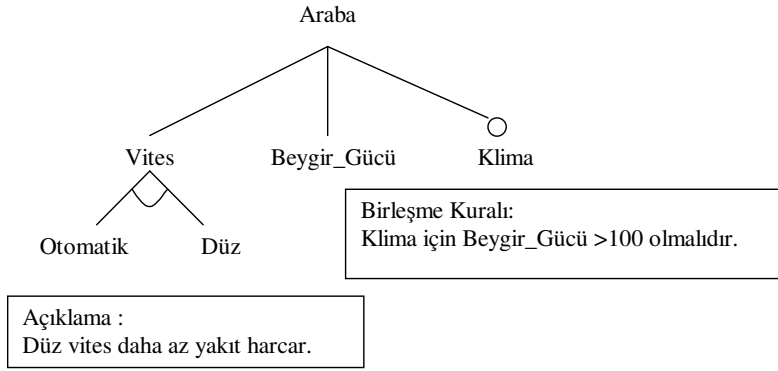 Araba
Vites Beygir_Gücü Klima
Otomatik Düz
Birleşme Kuralı:
Klima için Beygir_Gücü >100 olmalıdır.
Açıklama :
Düz vites daha az yakıt harcar.